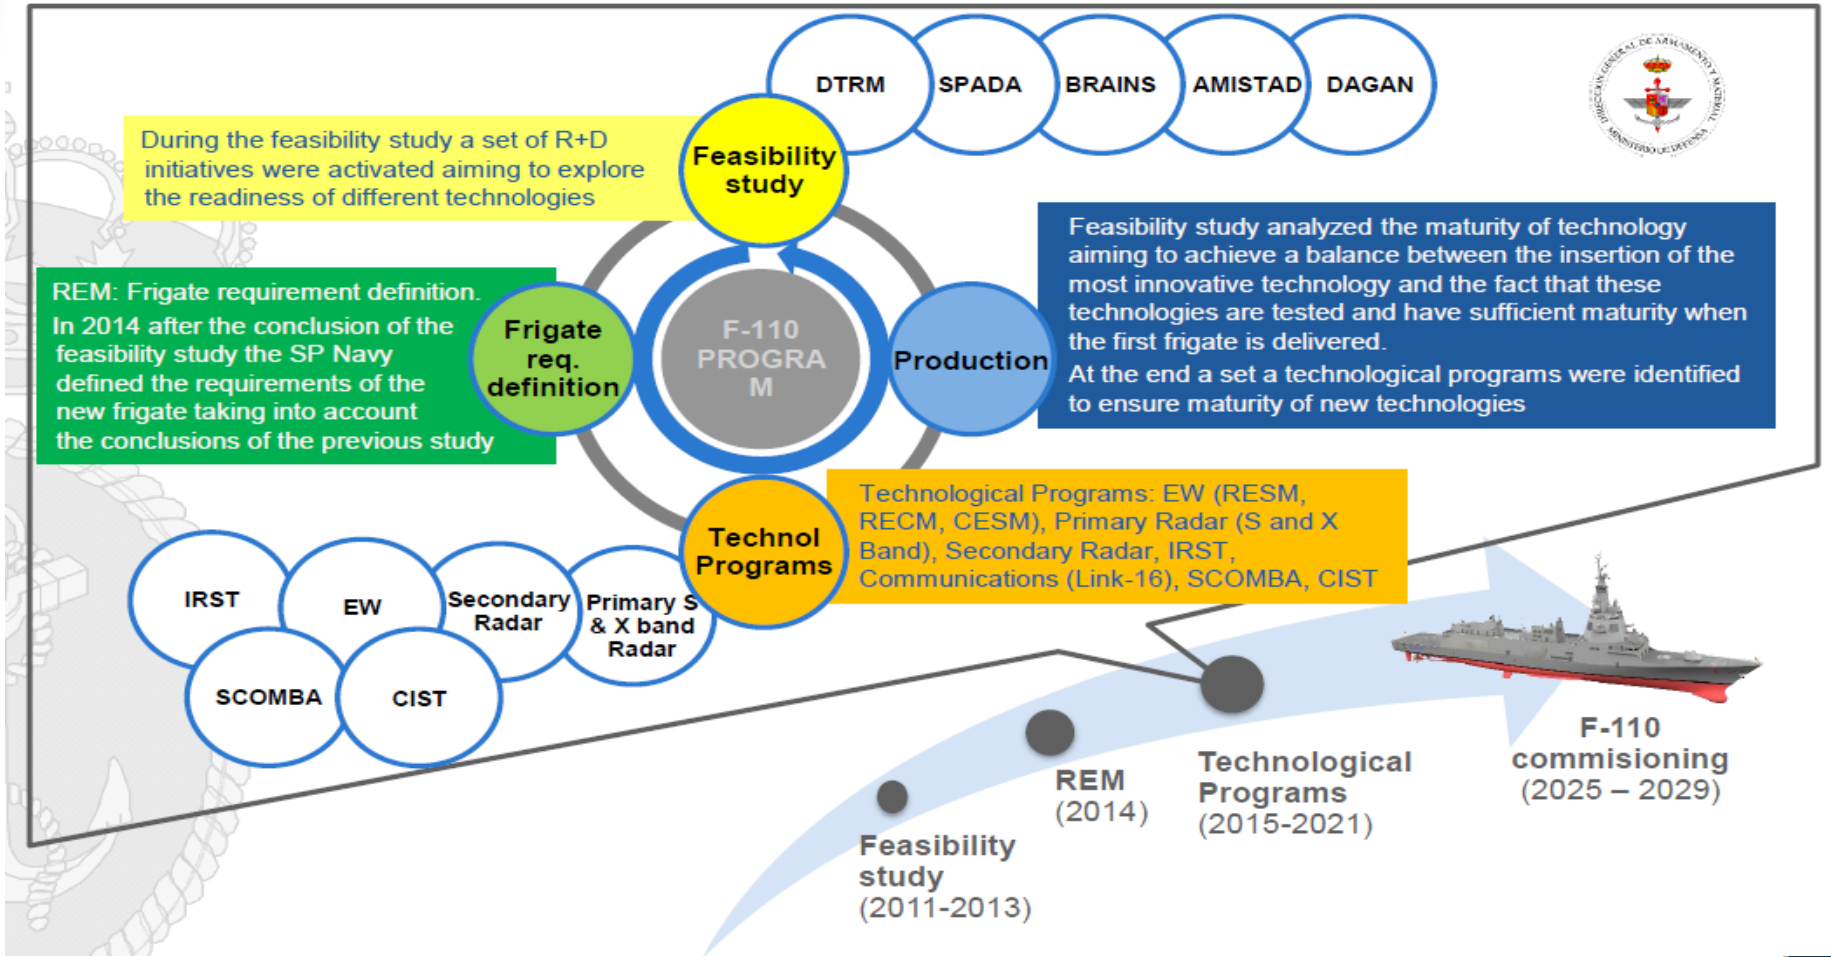 DTRM
SPADA
BRAINS
AMISTAD
DAGAN
DIRECCION GENERAL DE ARMAMENTO Y MATERIAL
MINISTERIO DE DEFENSA
During the feasibility study a set of R+D
initiatives were activated aiming to explore
the readiness of different technologies
Feasibility
study
Feasibility study analyzed the maturity of technology
aiming to achieve a balance between the insertion of the
most innovative technology and the fact that these
technologies are tested and have sufficient maturity when
the first frigate is delivered.
At the end a set a technological programs were identified
to ensure maturity of new technologies
REM: Frigate requirement definition.
In 2014 after the conclusion of the
feasibility study the SP Navy
defined the requirements of the
new frigate taking into account
the conclusions of the previous study
Frigate
req.
definition
F-110
PROGRA
M
Production
Technological Programs: EW (RESM,
RECM, CESM), Primary Radar (S and X
Band), Secondary Radar, IRST,
Communications (Link-16), SCOMBA, CIST
Technol
Programs
IRST
EW
Secondary
Radar
Primary S
& X band
Radar
SCOMBA
CIST
Feasibility
study
(2011-2013)
REM
(2014)
Technological
Programs
(2015-2021)
F-110
commisioning
(2025 – 2029)